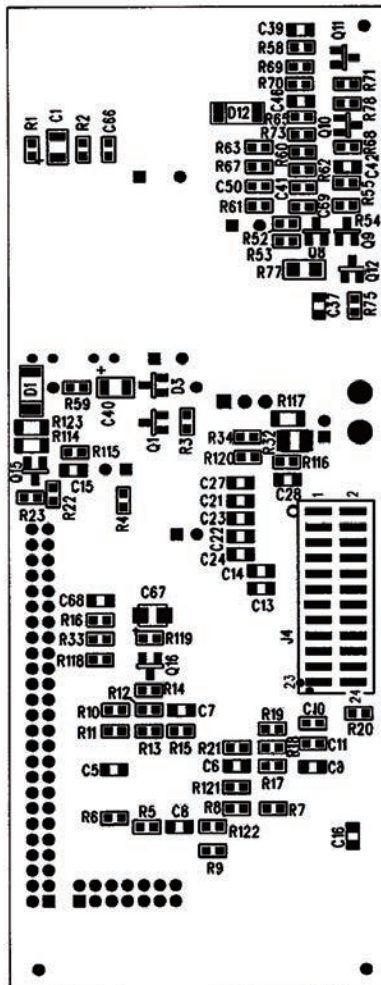 C39
Q11
R58
R69
R70
R71
C46
R78
D12
R65
Q10
R73
R68
R1
C1
R2
C66
R63
R60
R67
R62
C42
C50
C41
R55
R61
C69
R54
R52
Q9
R53
Q8
R77
Q12
C37
R75
D1
R59
+
C40
D3
R123
R117
R114
Q1
R3
R34
R32
R115
Q15
R120
R116
C15
R22
R23
R4
C27
C28
C21
1 2
C23
C22
C24
C14
C13
C68
C67
R16
R33
R119
J4
R118
Q16
R14
R12
23
24
R10
C7
R19
C10
R20
R11
R13
R15
R21
R18
C11
C5
C6
R17
R121
R6
R8
R7
R5
C8
R122
C16
R9